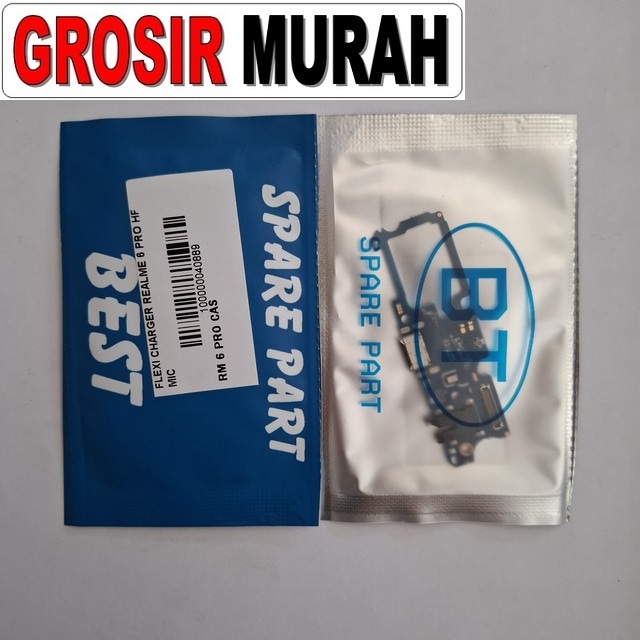 GROSIR MURAH
BEST
SPARE PART
FLEXI CHARGER REALME 6 PRO HF
MIC
100000040889
RM 6 PRO CAS
BT
SPARE PART